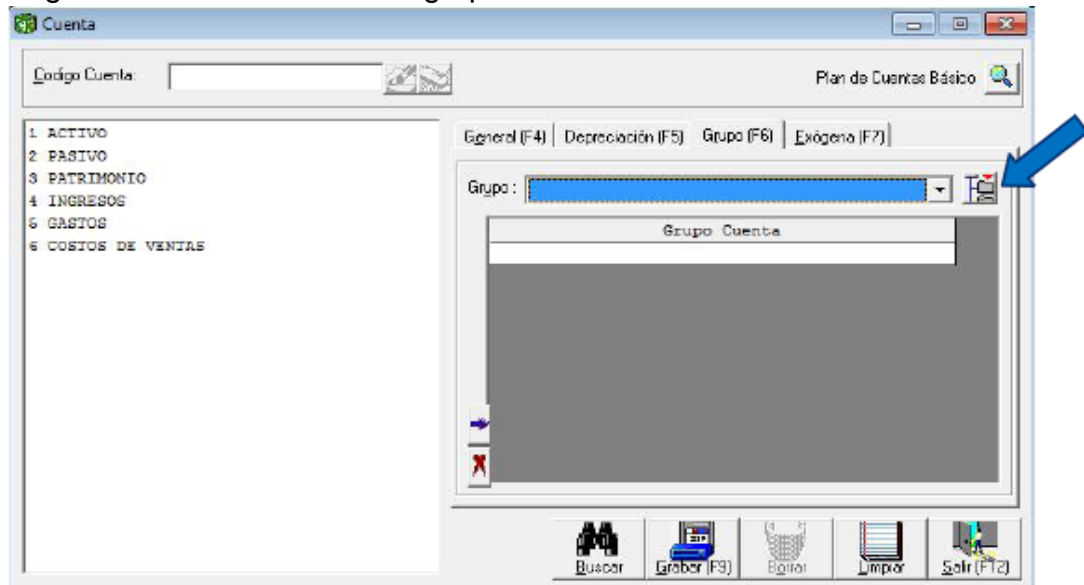 Cuenta
Codigo Cuenta:
Plan de Cuentas Básico
1 ACTIVO
2 PASIVO
3 PATRIMONIO
4 INGRESOS
5 GASTOS
6 COSTOS DE VENTAS
General (F4) Depreciación (F5) Grupo (F6) Exógena (F7)
Grupo :
Grupo Cuenta
Buscar Grabar (F9) Borrar Limpiar Salir (F12)